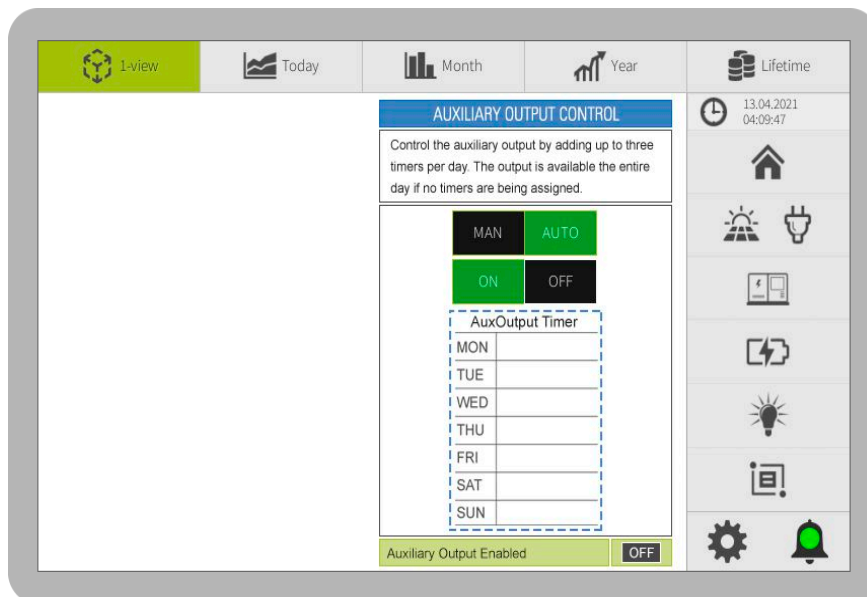 1-view
Today
Month
Year
Lifetime
13.04.2021
04:09:47
AUXILIARY OUTPUT CONTROL
Control the auxiliary output by adding up to three
timers per day. The output is available the entire
day if no timers are being assigned.
MAN AUTO
ON OFF
AuxOutput Timer
MON
TUE
WED
THU
FRI
SAT
SUN
Auxiliary Output Enabled OFF